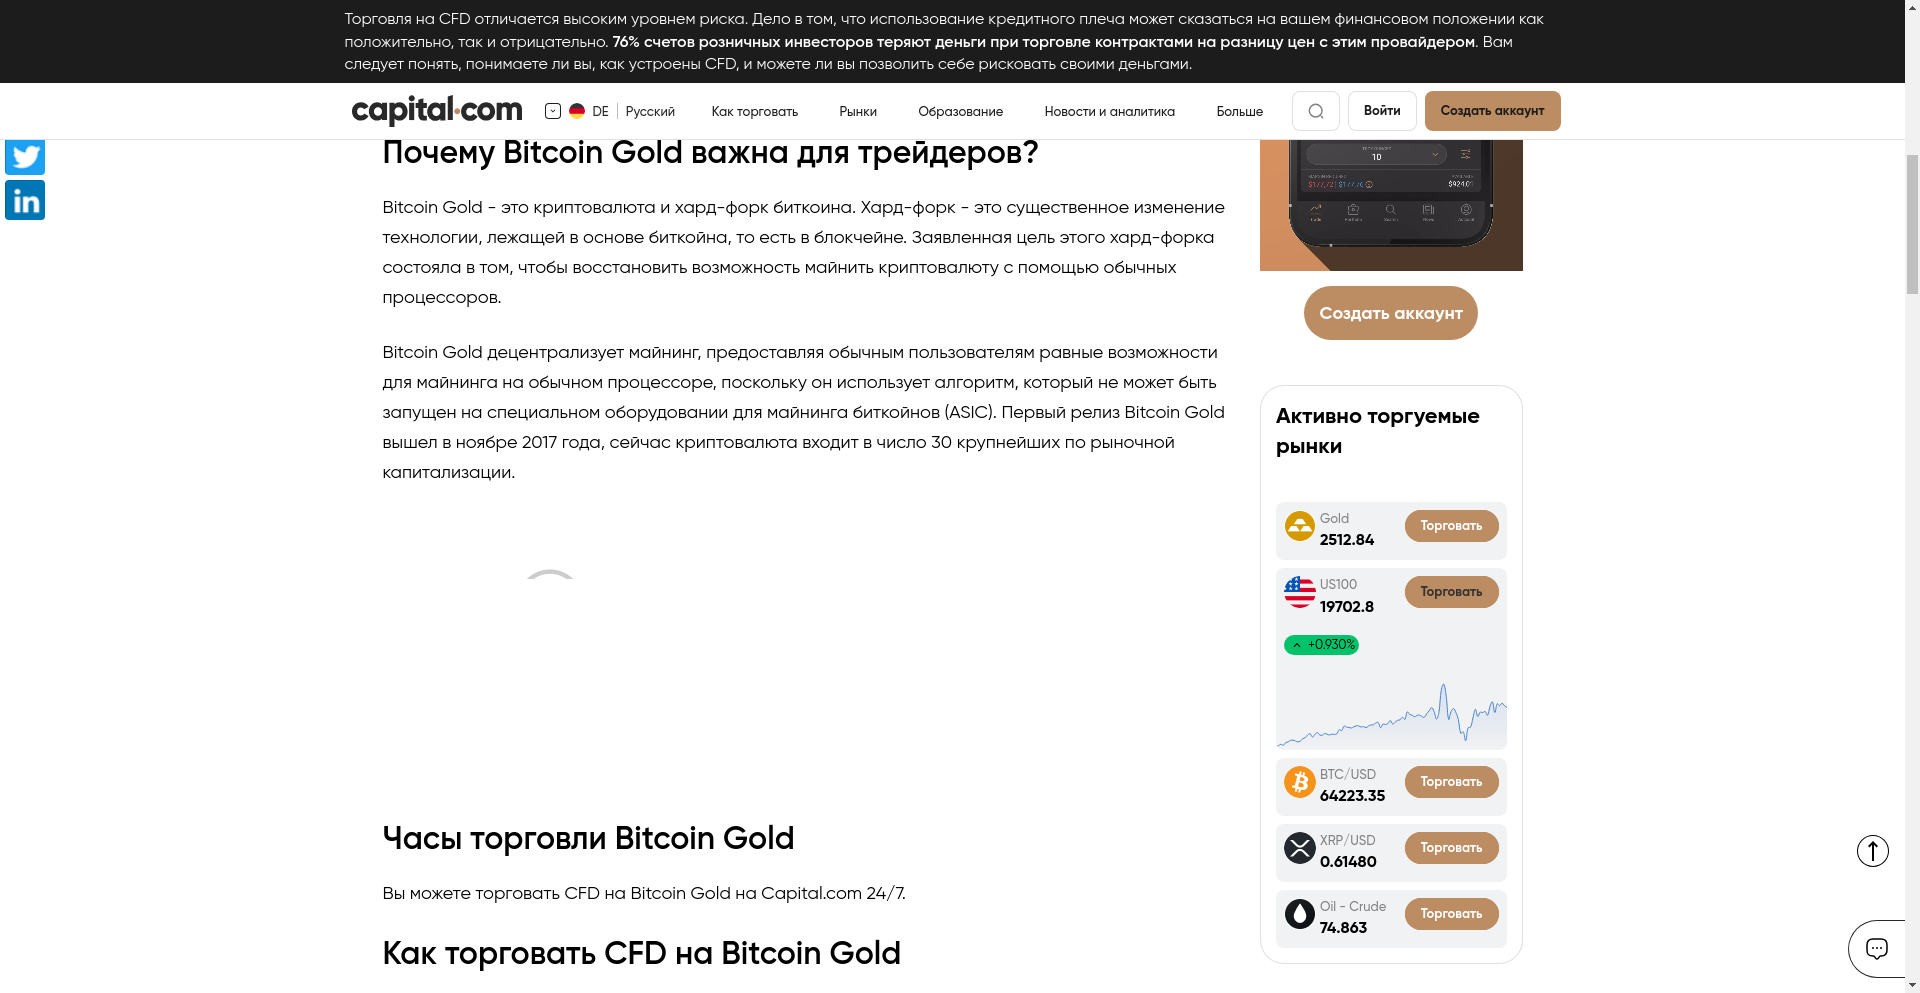 Торговля на CFD отличается высоким уровнем риска. Дело в том, что использование кредитного плеча может сказаться на вашем финансовом положении как
положительно, так и отрицательно. 76% счетов розничных инвесторов теряют деньги при торговле контрактами на разницу цен с этим провайдером. Вам
следует понять, понимаете ли вы, как устроены CFD, и можете ли вы позволить себе рисковать своими деньгами.
capital.com
DE
Русский
Как торговать
Рынки
Образование
Новости и аналитика
Больше
Войти
Создать аккаунт
in
Почему Bitcoin Gold важна для трейдеров?
Bitcoin Gold - это криптовалюта и хард-форк биткоина. Хард-форк - это существенное изменение
технологии, лежащей в основе биткойна, то есть в блокчейне. Заявленная цель этого хард-форка
состояла в том, чтобы восстановить возможность майнить криптовалюту с помощью обычных
процессоров.
Bitcoin Gold децентрализует майнинг, предоставляя обычным пользователям равные возможности
для майнинга на обычном процессоре, поскольку он использует алгоритм, который не может быть
запущен на специальном оборудовании для майнинга биткойнов (ASIC). Первый релиз Bitcoin Gold
вышел в ноябре 2017 года, сейчас криптовалюта входит в число 30 крупнейших по рыночной
капитализации.
Часы торговли Bitcoin Gold
Вы можете торговать CFD на Bitcoin Gold на Capital.com 24/7.
Как торговать CFD на Bitcoin Gold
10
$177,72
$177,76
$924.01
Создать аккаунт
Активно торгуемые
рынки
Gold
2512.84
Торговать
US100
19702.8
Торговать
+0.930%
BTC/USD
64223.35
Торговать
XRP/USD
0.61480
Торговать
Oil - Crude
74.863
Торговать